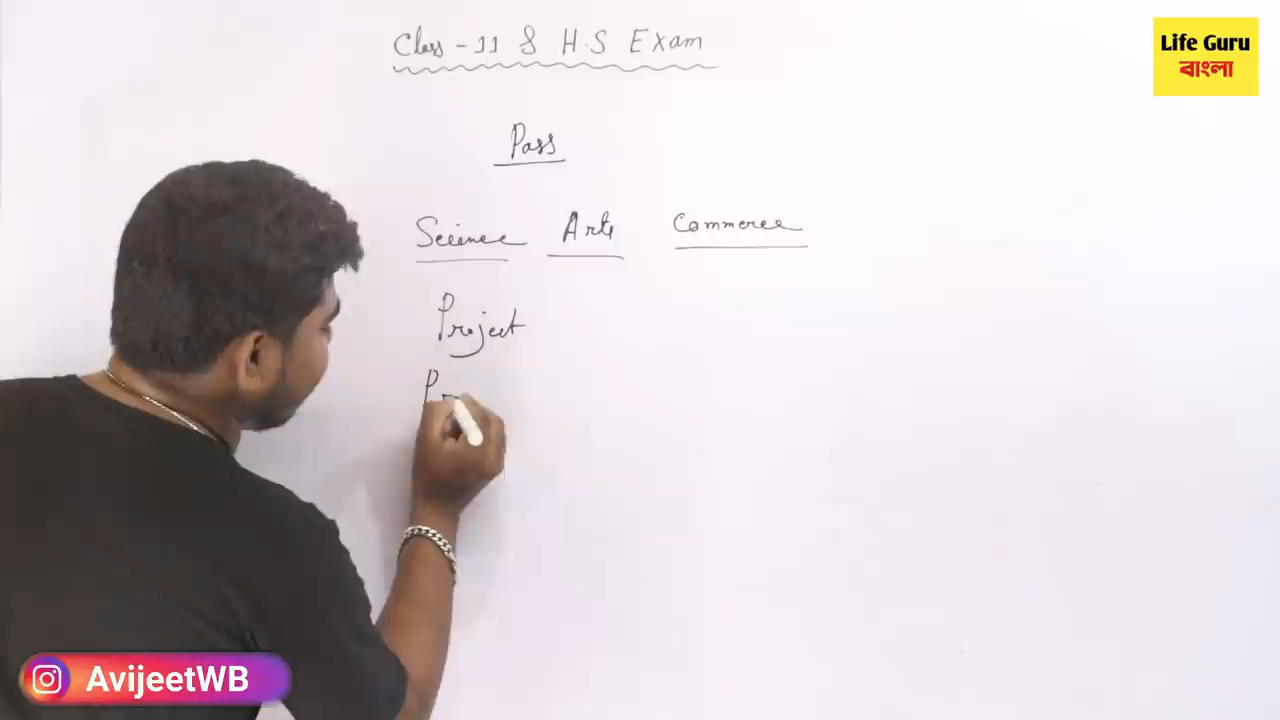 Class - 11 & H.S Exam
Life Guru
বাংলা
Pass
Science Arts Commerce
Project
AvijeetWB